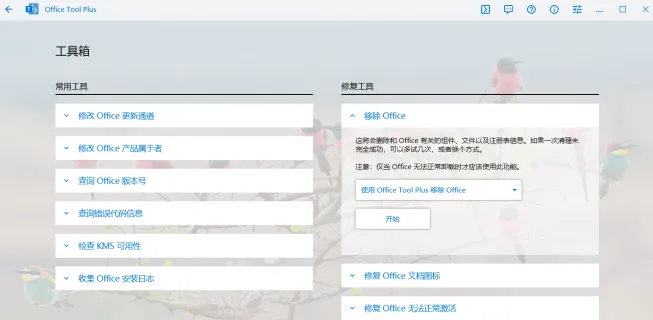 Office Tool Plus
工具箱
常用工具
修改 Office 更新通道
修改 Office 产品属于者
查询 Office 版本号
查询错误代码信息
检查 KMS 可用性
收集 Office 安装日志
修复工具
移除 Office
这将会删除和 Office 有关的组件、文件以及注册表信息。如果一次清理未
完全成功，可以多试几次，或者换个方式。
注意：仅当 Office 无法正常卸载时才应该使用此功能。
使用 Office Tool Plus 移除 Office
开始
修复 Office 文档图标
修复 Office 无法正常激活